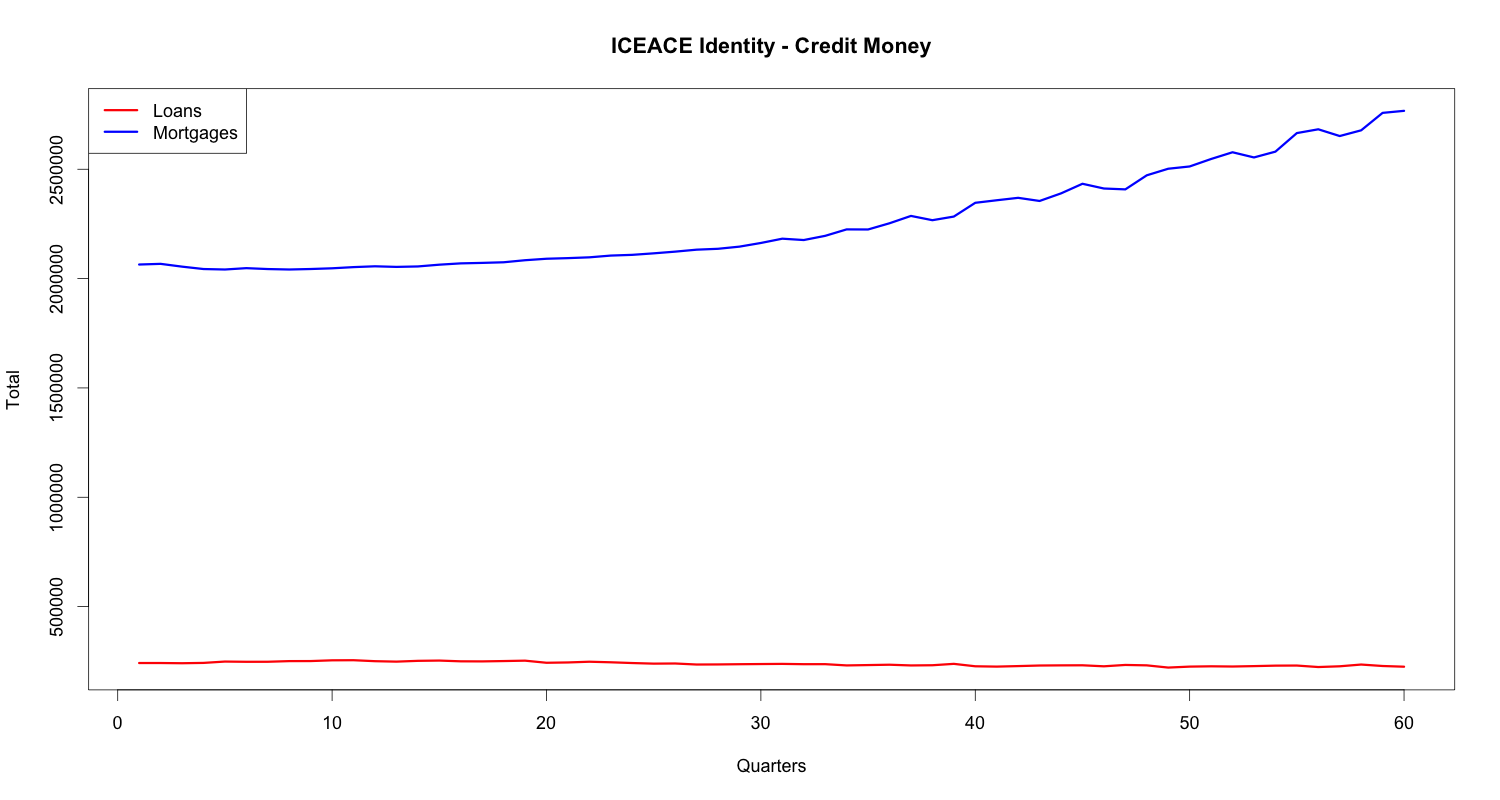 ICEACE Identity - Credit Money
Loans
Mortgages
Total
2500000
2000000
1500000
1000000
500000
0 10 20 30 40 50 60
Quarters